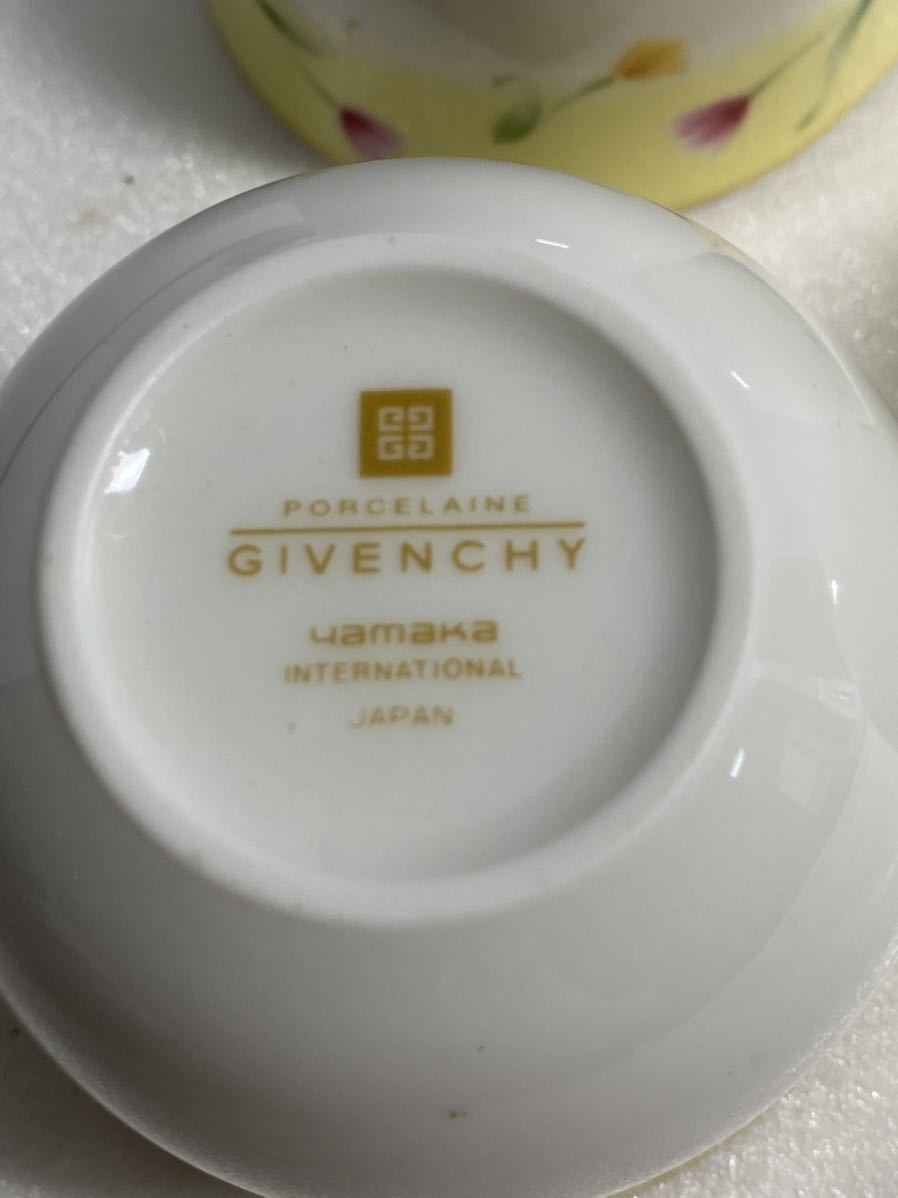 PORCELAINE
GIVENCHY
yamaka
INTERNATIONAL
JAPAN